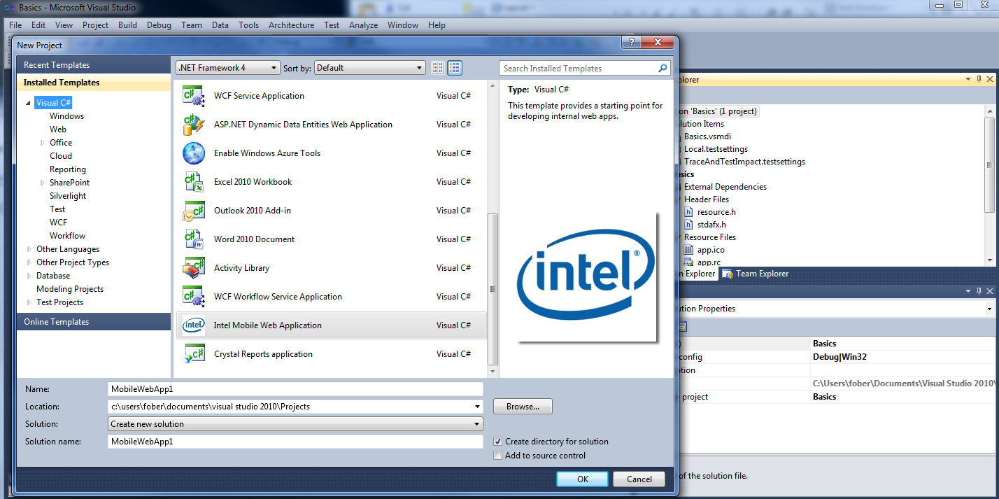 Basics - Microsoft Visual Studio
File Edit View Project Build Debug Team Data Tools Architecture Test Analyze Window Help
New Project
Recent Templates
Installed Templates
Visual C#
Windows
Web
Office
Cloud
Reporting
SharePoint
Silverlight
Test
WCF
Workflow
Other Languages
Other Project Types
Database
Modeling Projects
Test Projects
Online Templates
.NET Framework 4 Sort by: Default
WCF Service Application Visual C#
ASP.NET Dynamic Data Entities Web Application Visual C#
Enable Windows Azure Tools Visual C#
Excel 2010 Workbook Visual C#
Outlook 2010 Add-in Visual C#
Word 2010 Document Visual C#
Activity Library Visual C#
WCF Workflow Service Application Visual C#
intel Intel Mobile Web Application Visual C#
Crystal Reports application Visual C#
Search Installed Templates
Type: Visual C#
This template provides a starting point for
developing internal web apps.
intel®
Name: MobileWebApp1
Location: c:\users\fober\documents\visual studio 2010\Projects Browse...
Solution: Create new solution
Solution name: MobileWebApp1
Create directory for solution
Add to source control
OK Cancel
plorer
on 'Basics' (1 project)
lution Items
Basics.vsmdi
Local.testsettings
TraceAndTestImpact.testsettings
sics
External Dependencies
Header Files
resource.h
stdafx.h
Resource Files
app.ico
app.rc
n Explorer Team Explorer
ution Properties
) Basics
config Debug|Win32
tion
C:\Users\fober\Documents\Visual Studio 2010\
project Basics
of the solution file.